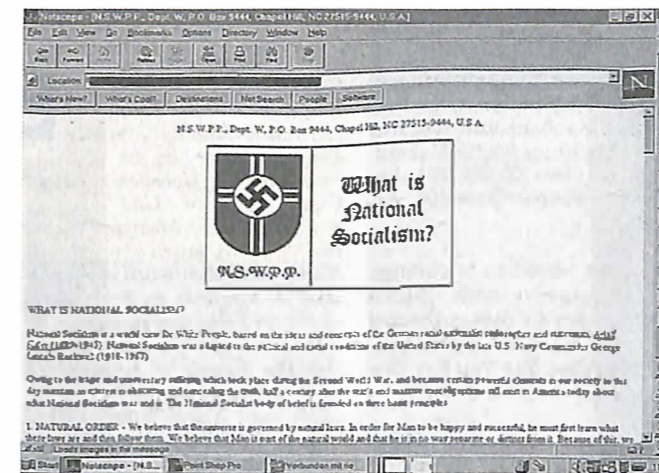 Netscape - [N.S.W.P.P., Dept. W, P.O. Box 9444, Chapel Hill, NC 27515-9444, U.S.A]
File Edit View Go Bookmarks Options Directory Window Help
Back Forward Reload Open Print Find
Location:
What's New? What's Cool? Destinations Net Search People Software
N.S.W.P.P., Dept. W, P.O. Box 9444, Chapel Hill, NC 27515-9444, U.S.A.
What is
National
Socialism?
N.S.W.P.P.
WHAT IS NATIONAL SOCIALISM?
National Socialism is a world view for White People, based on the ideas and concepts of the German and
National Socialism was adapted to the political and social conditions of the United States by the late U.S. Navy Commander George
Lincoln Rockwell (1918-1967)
Owing to the tragic and unnecessary suffering which took place during the Second World War, and because certain powerful elements in our society to this
day maintain an interest in obscuring and concealing the truth, half a century after the war's end massive misconceptions still exist in America today about
what National Socialism was and is. The National Socialist body of belief is founded on three basic principles
1. NATURAL ORDER - We believe that the universe is governed by natural laws. In order for Man to be happy and successful, he must first learn what
these laws are and then follow them. We believe that Man is part of the natural world and that he is in no way separate or distinct from it. Because of this, we
images in the message
Start Netscape - [N.S... Paint Shop Pro Verbunden mit